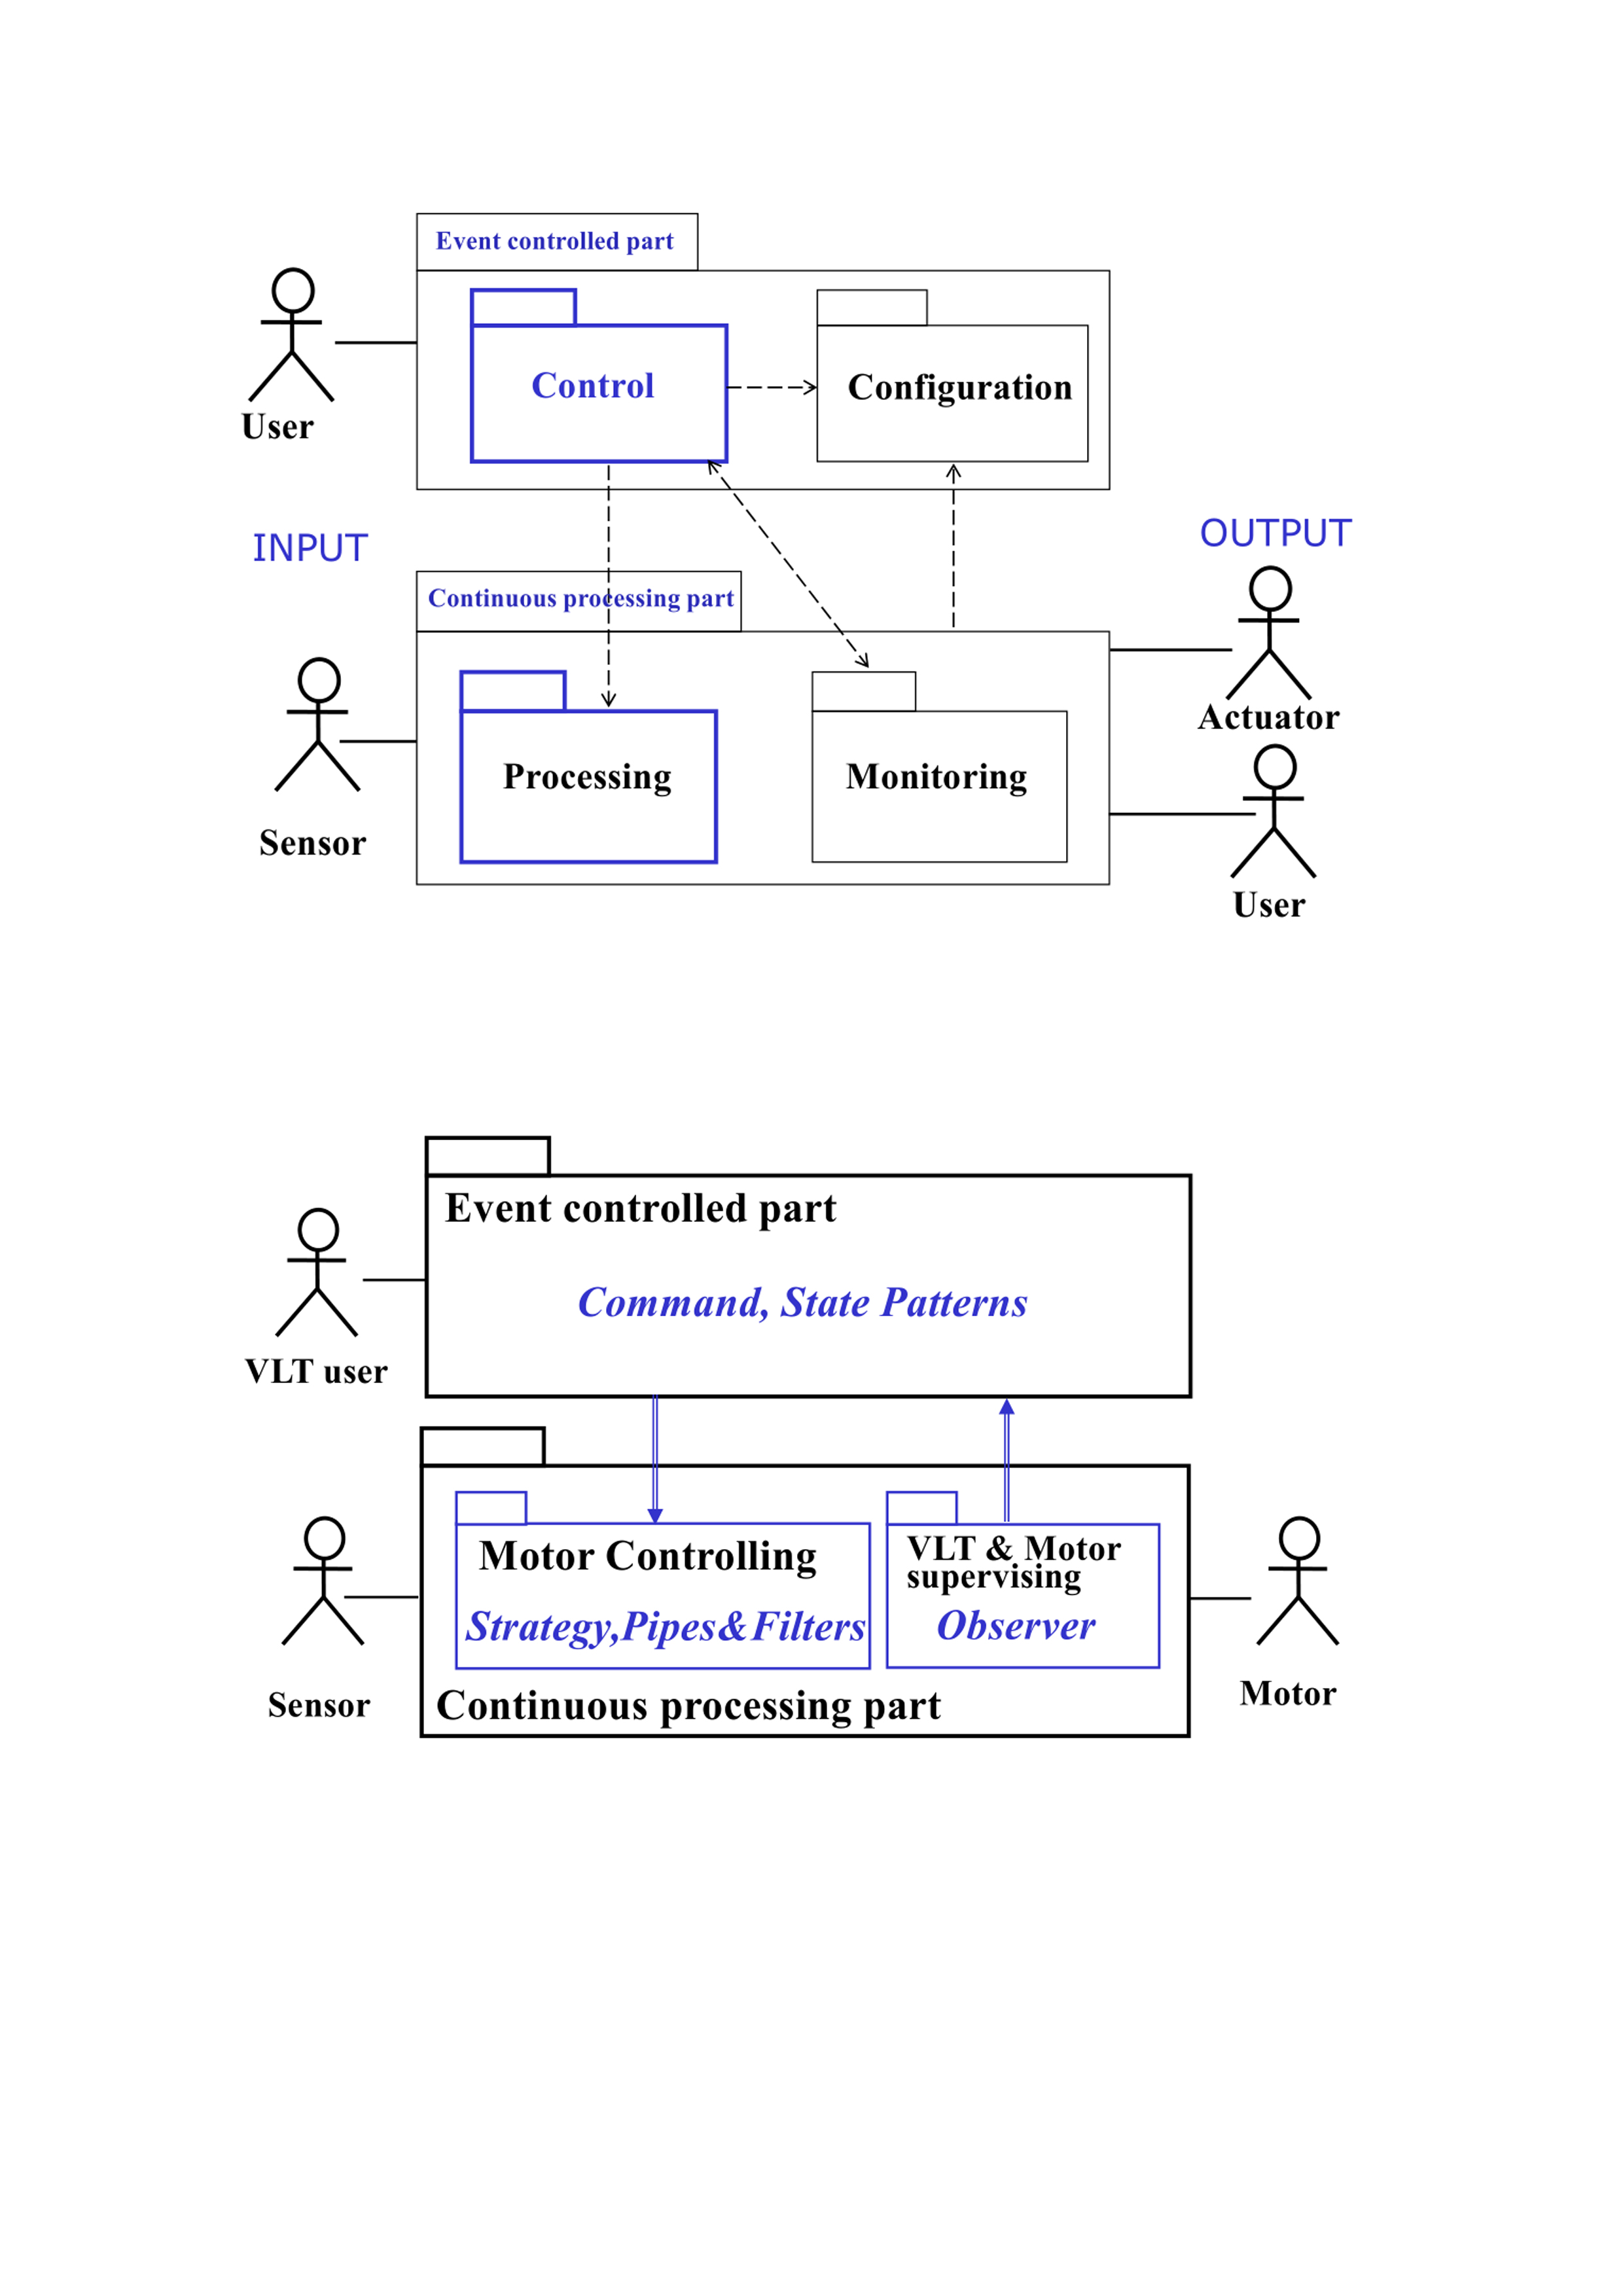 Event controlled part
Control
Configuration
User
INPUT
OUTPUT
Continuous processing part
Actuator
Processing
Monitoring
Sensor
User
Event controlled part
Command, State Patterns
VLT user
Motor Controlling
Strategy,Pipes&Filters
VLT & Motor
supervising
Observer
Sensor
Continuous processing part
Motor